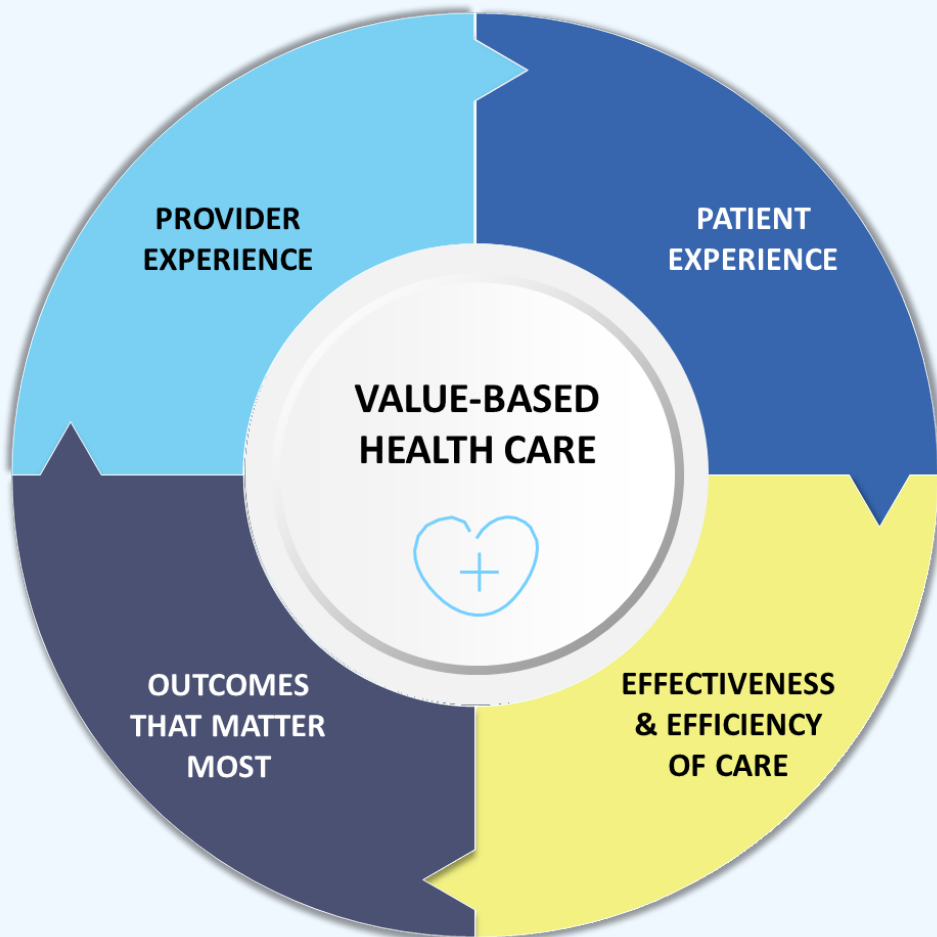 PROVIDER
EXPERIENCE
PATIENT
EXPERIENCE
VALUE-BASED
HEALTH CARE
OUTCOMES
THAT MATTER
MOST
EFFECTIVENESS
& EFFICIENCY
OF CARE